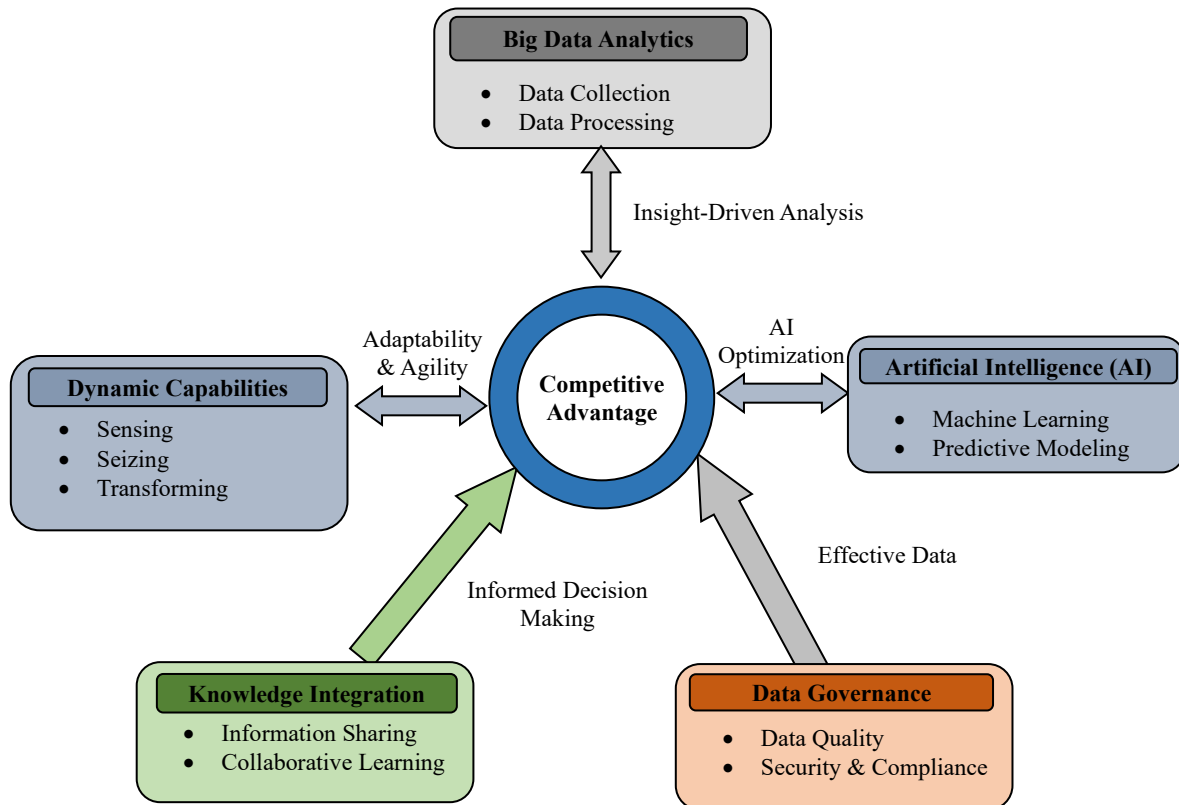 Big Data Analytics
• Data Collection
• Data Processing
Insight-Driven Analysis
Adaptability
& Agility
AI
Optimization
Competitive
Advantage
Dynamic Capabilities
• Sensing
• Seizing
• Transforming
Artificial Intelligence (AI)
• Machine Learning
• Predictive Modeling
Informed Decision
Making
Effective Data
Knowledge Integration
• Information Sharing
• Collaborative Learning
Data Governance
• Data Quality
• Security & Compliance